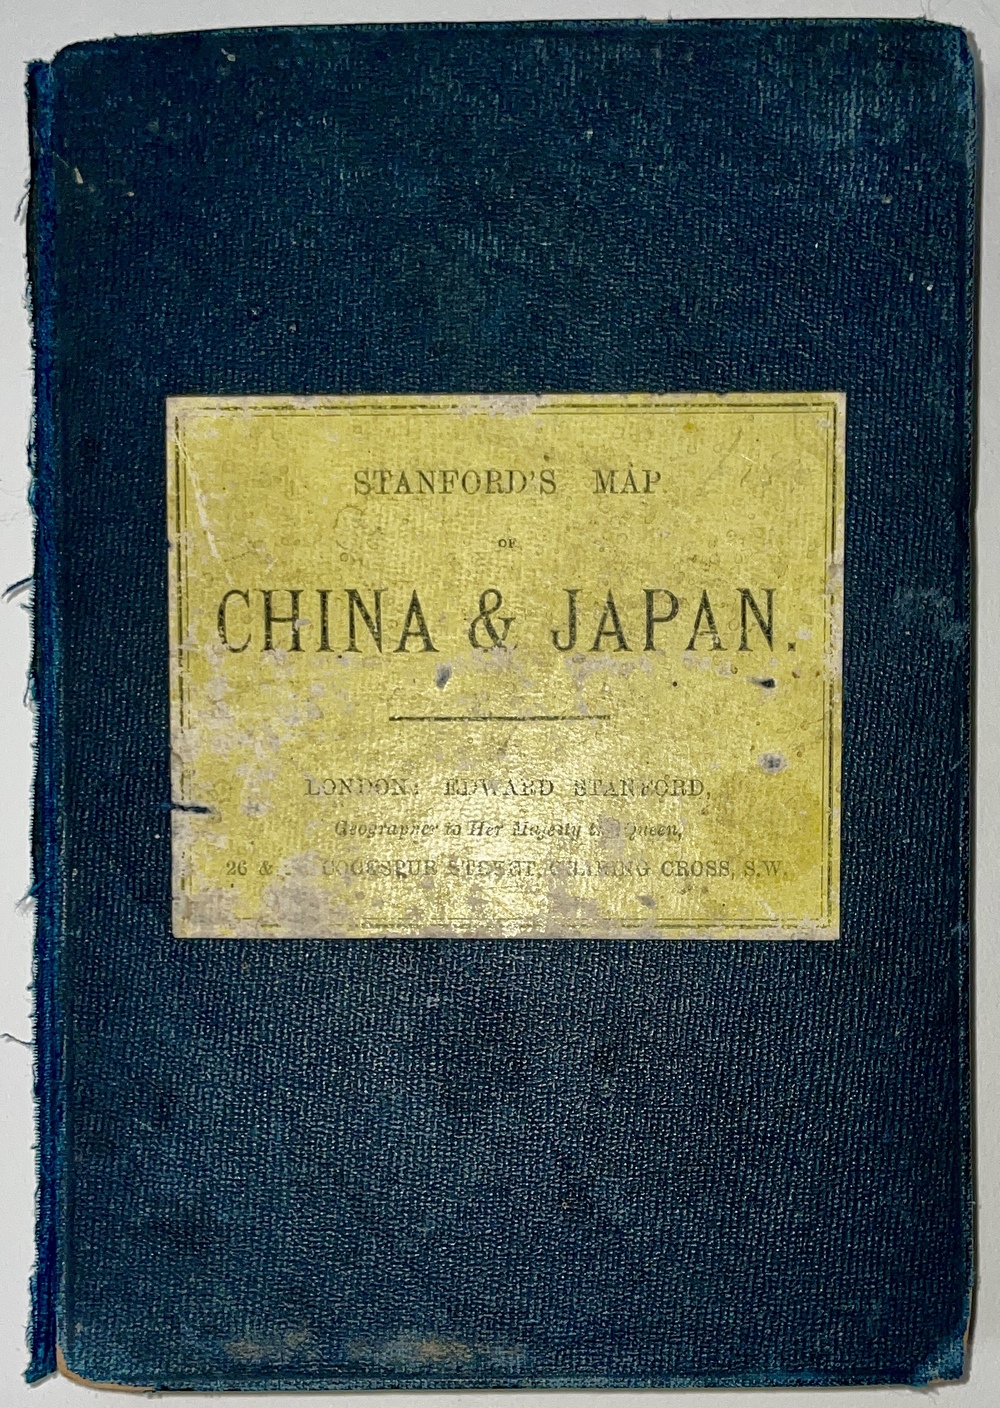 STANFORD'S MAP
OF
CHINA & JAPAN.
LONDON: EDWARD STANFORD,
Geographer to Her Majesty the Queen,
26 & COCKSPUR STREET, CHARING CROSS, S.W.